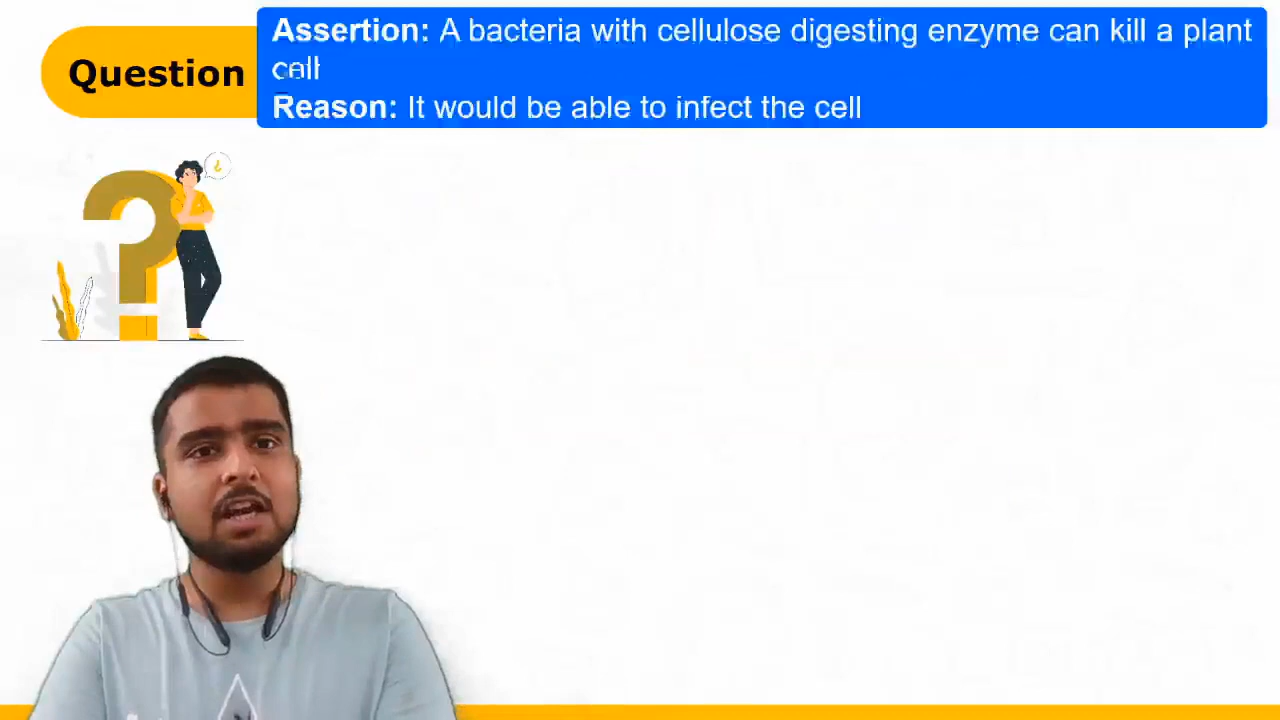 Question
Assertion: A bacteria with cellulose digesting enzyme can kill a plant
cell
Reason: It would be able to infect the cell